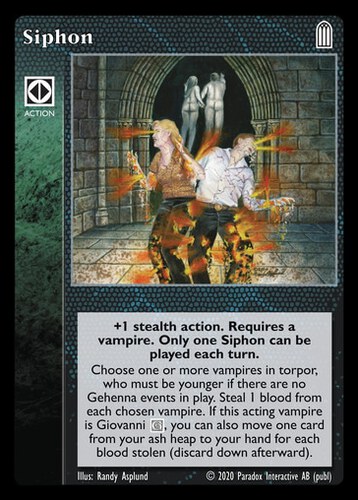 Siphon
ACTION
+1 stealth action. Requires a
vampire. Only one Siphon can be
played each turn.
Choose one or more vampires in torpor,
who must be younger if there are no
Gehenna events in play. Steal 1 blood from
each chosen vampire. If this acting vampire
is Giovanni, you can also move one card
from your ash heap to your hand for each
blood stolen (discard down afterward).
Illus: Randy Asplund © 2020 Paradox Interactive AB (publ)